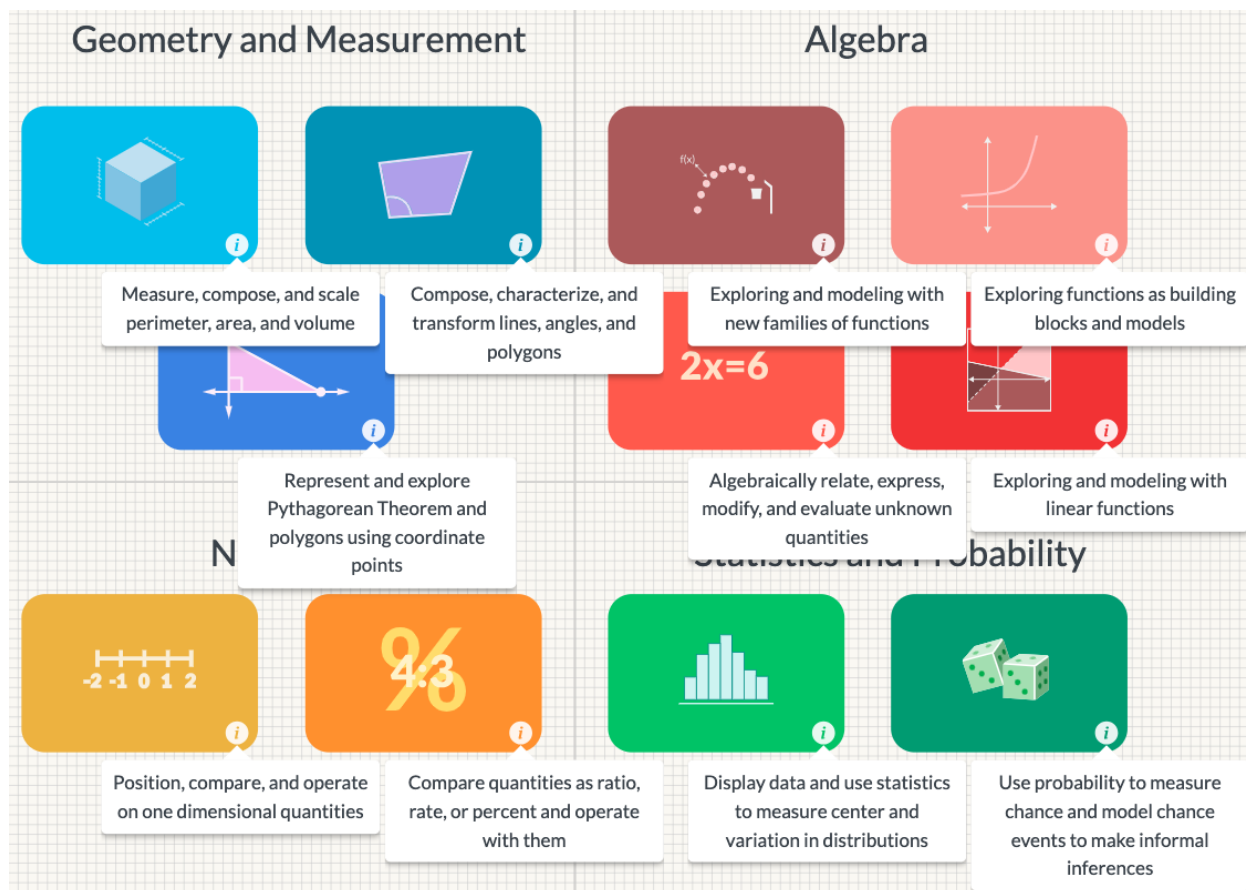 Geometry and Measurement
Algebra
f(x)
i
i
i
i
Measure, compose, and scale
perimeter, area, and volume
Compose, characterize, and
transform lines, angles, and
polygons
Exploring and modeling with
new families of functions
Exploring functions as building
blocks and models
2x=6
i
i
i
Represent and explore
Pythagorean Theorem and
polygons using coordinate
points
Algebraically relate, express,
modify, and evaluate unknown
quantities
Exploring and modeling with
linear functions
N
Statistics and Probability
-2 -1 0 1 2
%
4:3
i
i
i
i
Position, compare, and operate
on one dimensional quantities
Compare quantities as ratio,
rate, or percent and operate
with them
Display data and use statistics
to measure center and
variation in distributions
Use probability to measure
chance and model chance
events to make informal
inferences